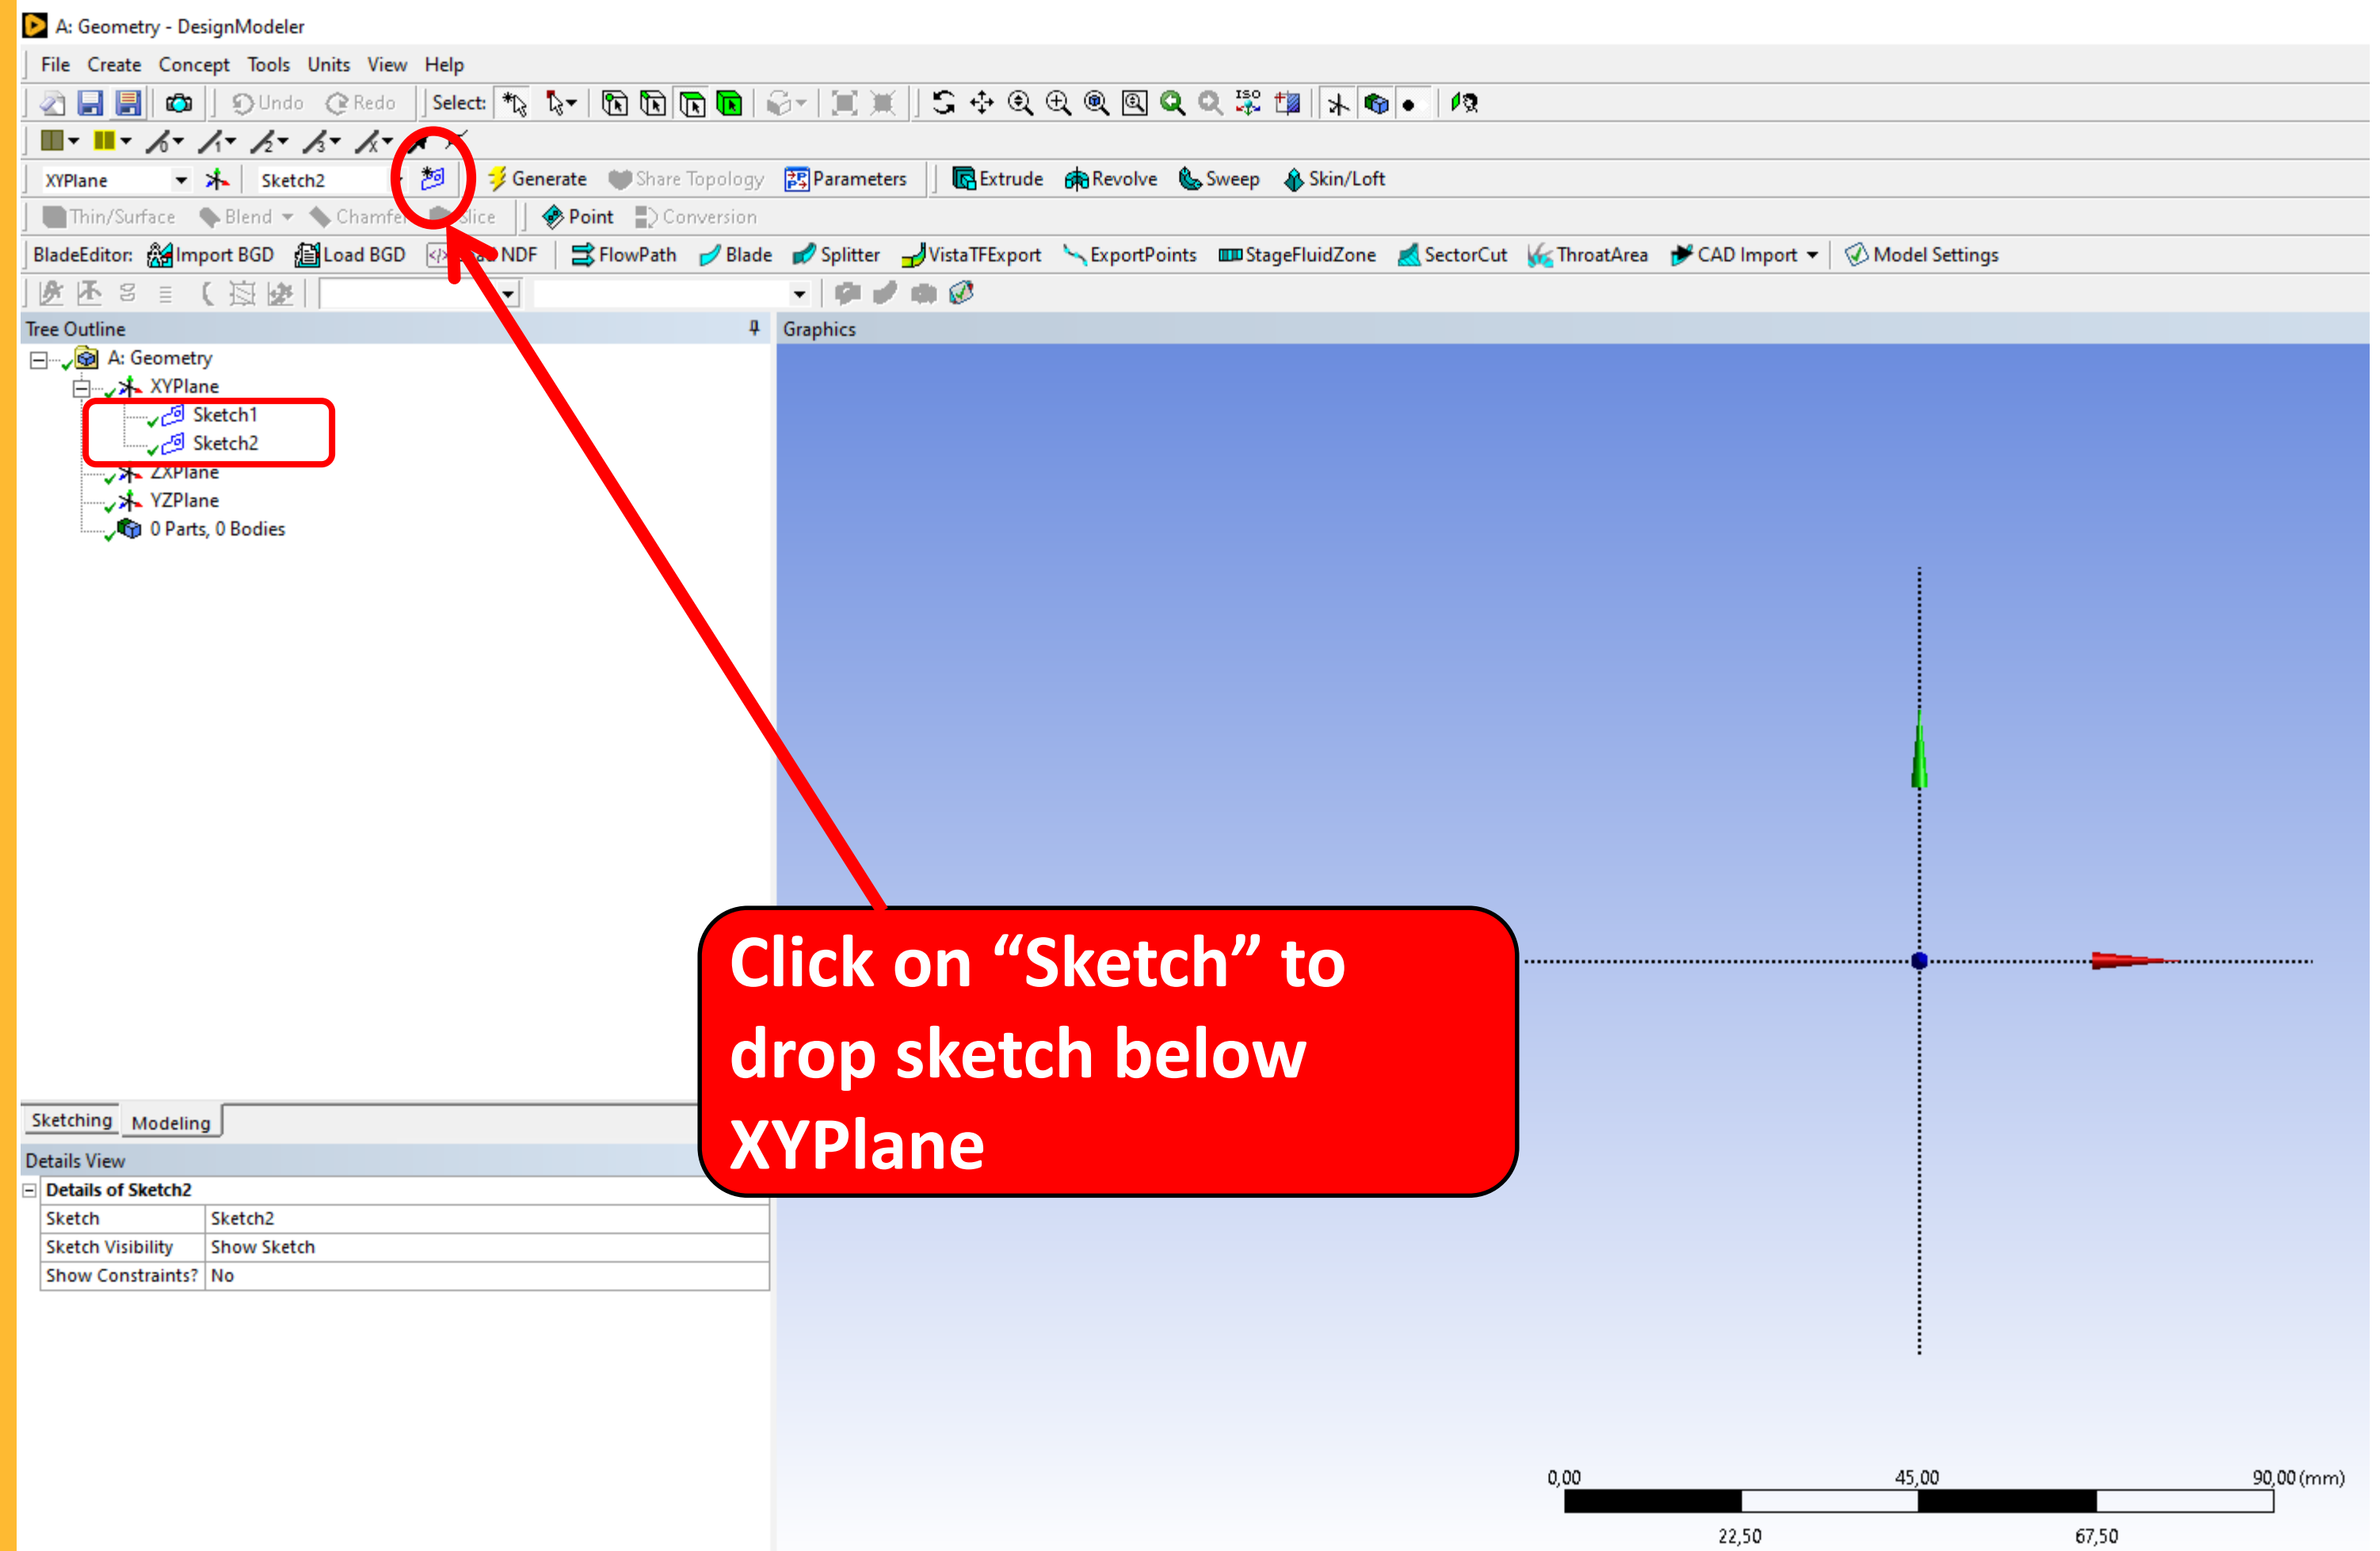 A: Geometry - DesignModeler
File Create Concept Tools Units View Help
Undo Redo Select: ISO
XYPlane Sketch2 Generate Share Topology Parameters Extrude Revolve Sweep Skin/Loft
Thin/Surface Blend Chamfer Slice Point Conversion
BladeEditor: Import BGD Load BGD NDF FlowPath Blade Splitter VistaTFExport ExportPoints StageFluidZone SectorCut ThroatArea CAD Import Model Settings
Tree Outline
Graphics
A: Geometry
XYPlane
Sketch1
Sketch2
ZXPlane
YZPlane
0 Parts, 0 Bodies
Click on “Sketch” to
drop sketch below
XYPlane
Sketching Modeling
Details View
Details of Sketch2
Sketch Sketch2
Sketch Visibility Show Sketch
Show Constraints? No
0,00 45,00 90,00 (mm)
22,50 67,50